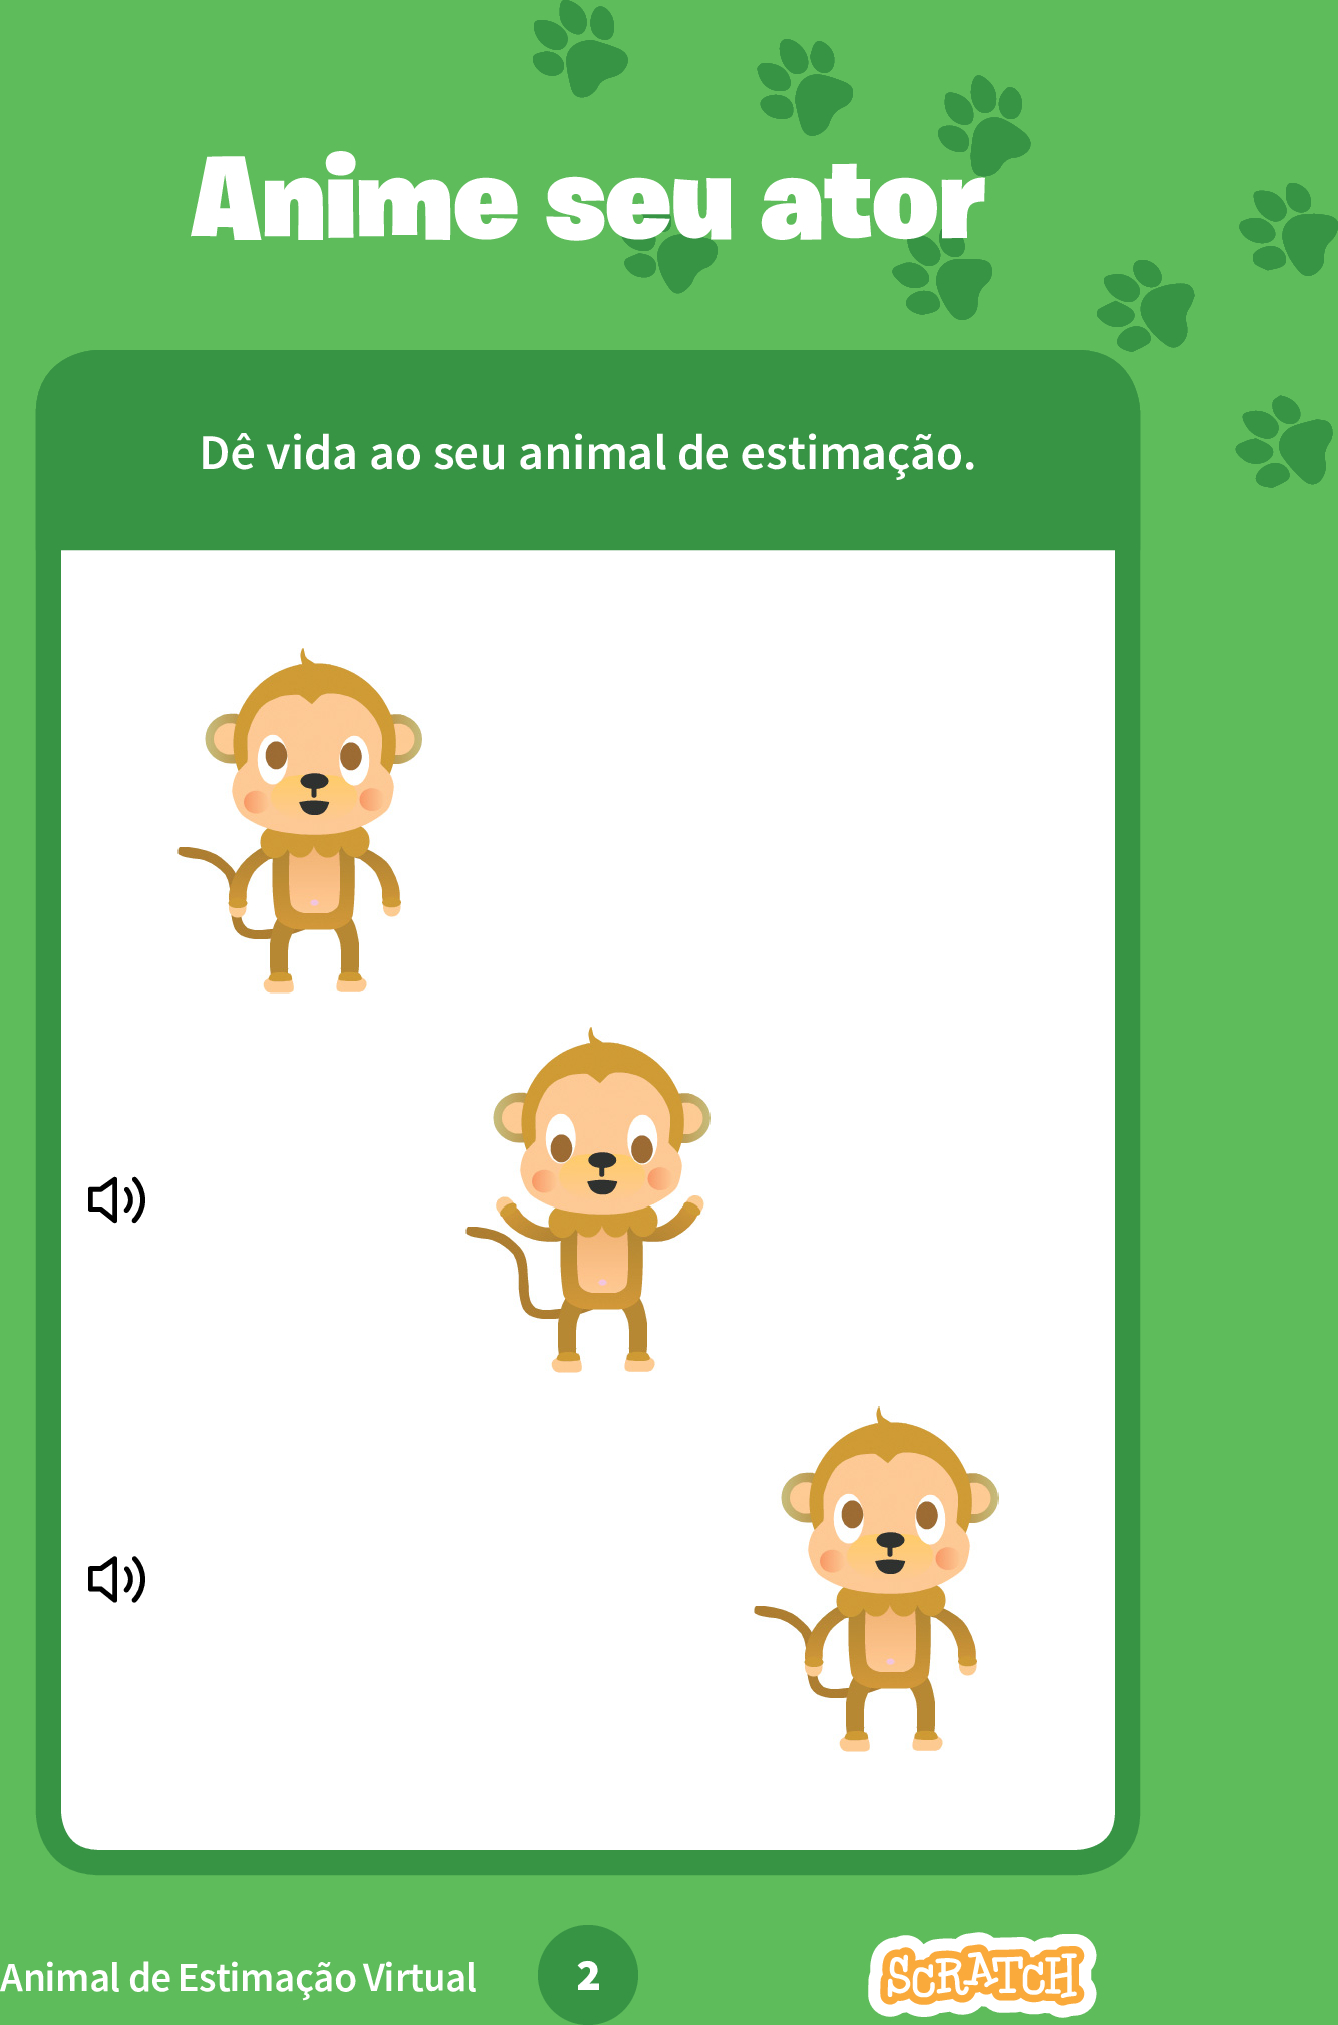 Anime seu ator
Dê vida ao seu animal de estimação.
Animal de Estimação Virtual
2
SCRATCH